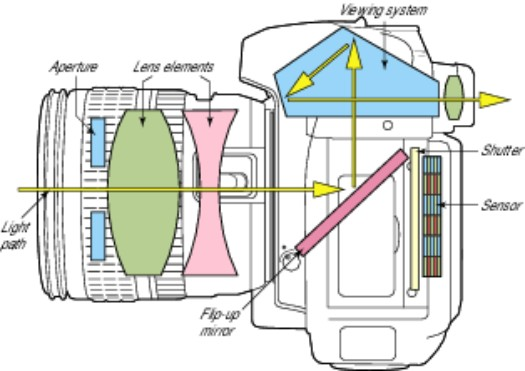 Viewing system
Aperture
Lens elements
Shutter
Sensor
Light
path
Flip-up
mirror